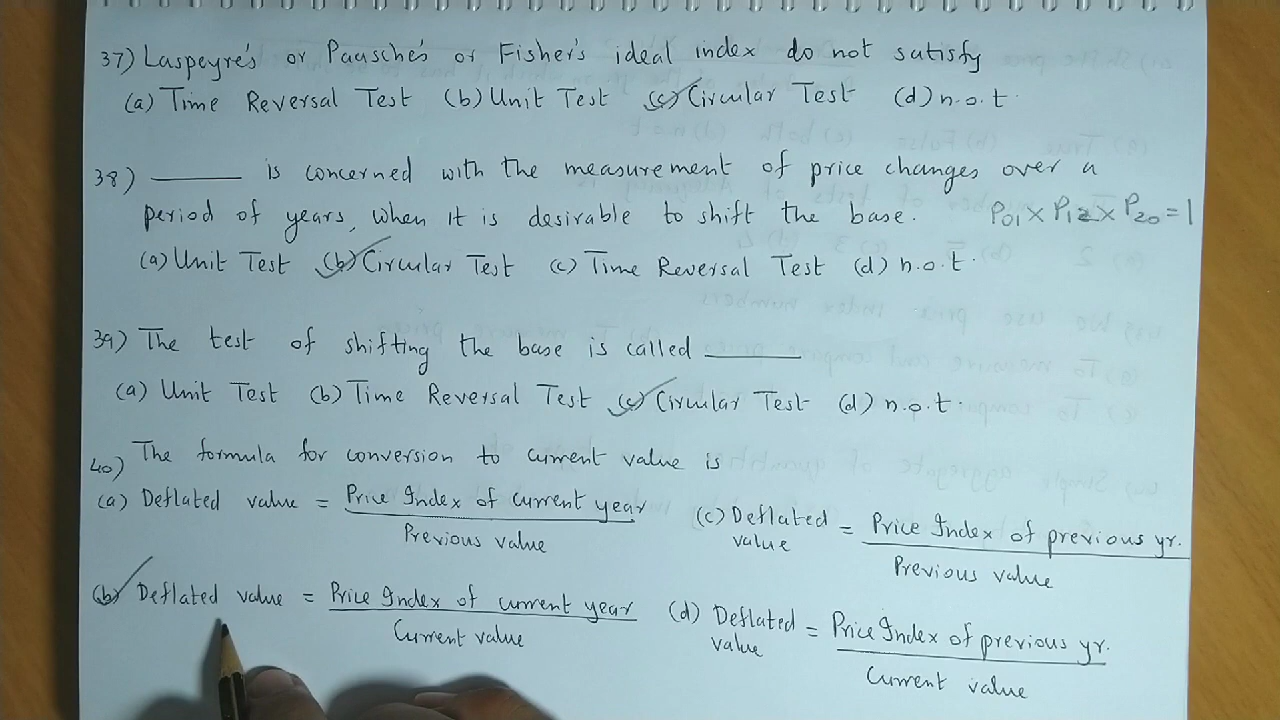 37) Laspeyre's or Paasche's or Fisher's ideal index do not satisfy
(a) Time Reversal Test (b) Unit Test (c) Circular Test (d) n.o.t.
38) ______ is concerned with the measurement of price changes over a
period of years, when it is desirable to shift the base. P01 × P12 × P20 = 1
(a) Unit Test (b) Circular Test (c) Time Reversal Test (d) n.o.t.
39) The test of shifting the base is called ______
(a) Unit Test (b) Time Reversal Test (c) Circular Test (d) n.o.t.
40) The formula for conversion to current value is
(a) Deflated value = Price Index of current year
Previous value
(c) Deflated value = Price Index of previous yr.
Previous value
(b) Deflated value = Price Index of current year
Current value
(d) Deflated value = Price Index of previous yr.
Current value